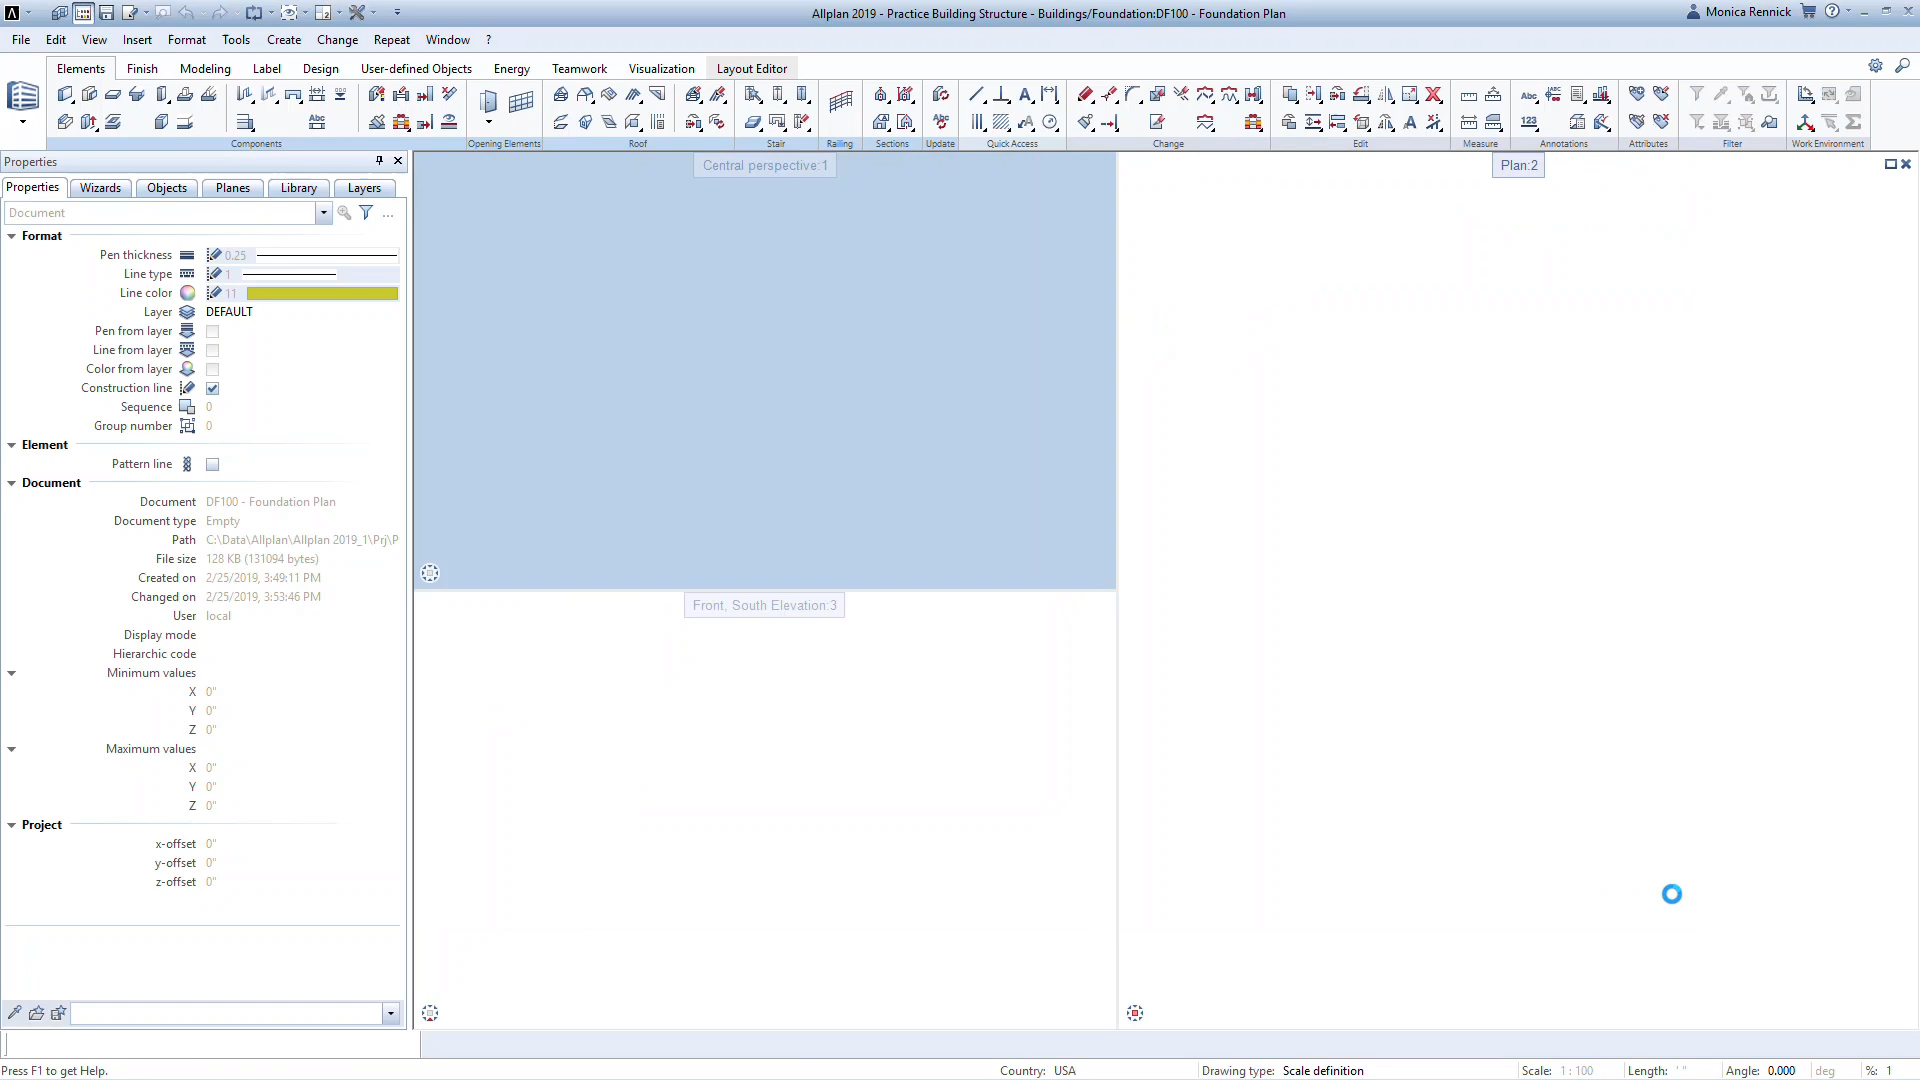 Allplan 2019 - Practice Building Structure - Buildings/Foundation:DF100 - Foundation Plan
Monica Rennick
File Edit View Insert Format Tools Create Change Repeat Window ?
Elements Finish Modeling Label Design User-defined Objects Energy Teamwork Visualization Layout Editor
Components Opening Elements Roof Stair Railing Sections Update Quick Access Change Edit Measure Annotations Attributes Filter Work Environment
Properties
Properties Wizards Objects Planes Library Layers
Document
Format
Pen thickness 0.25
Line type 1
Line color 11
Layer DEFAULT
Pen from layer
Line from layer
Color from layer
Construction line
Sequence 0
Group number 0
Element
Pattern line
Document
Document DF100 - Foundation Plan
Document type Empty
Path C:\Data\Allplan\Allplan 2019_1\Prj\P
File size 128 KB (131094 bytes)
Created on 2/25/2019, 3:49:11 PM
Changed on 2/25/2019, 3:53:46 PM
User local
Display mode
Hierarchic code
Minimum values
X 0"
Y 0"
Z 0"
Maximum values
X 0"
Y 0"
Z 0"
Project
x-offset 0"
y-offset 0"
z-offset 0"
Central perspective:1
Plan:2
Front, South Elevation:3
Press F1 to get Help.
Country: USA
Drawing type: Scale definition
Scale: 1 : 100
Length: ' "
Angle: 0.000 deg
%: 1